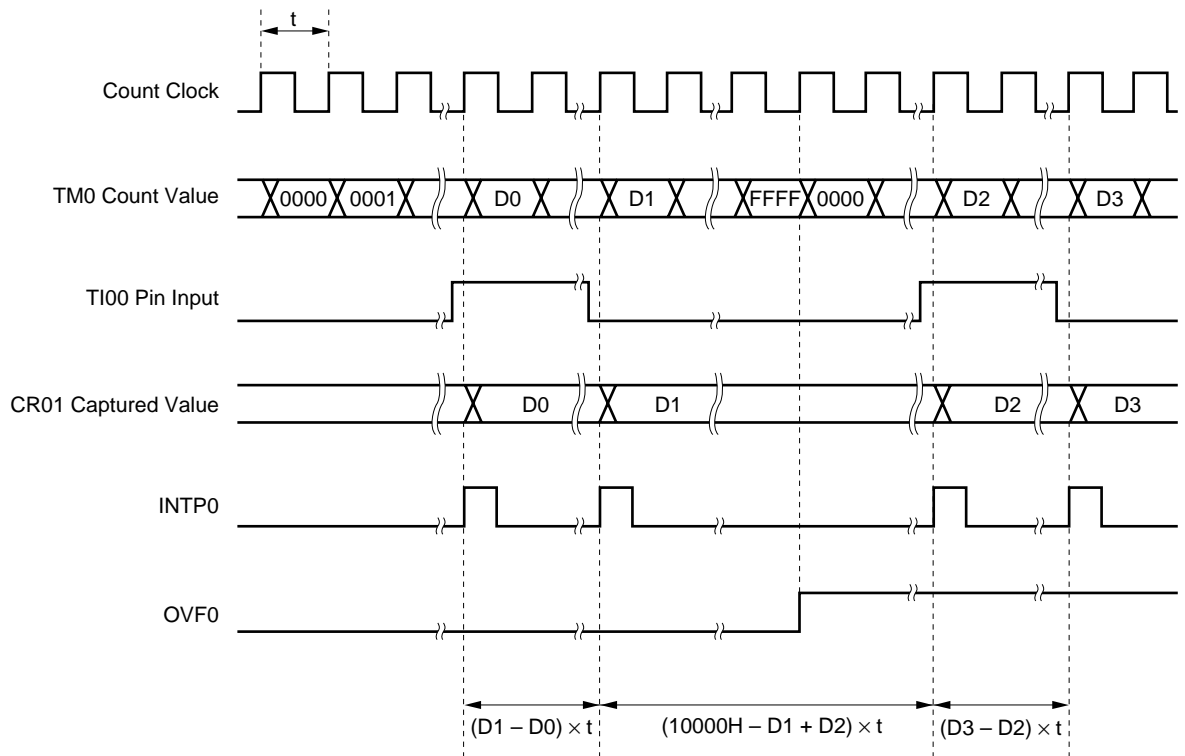 t
Count Clock
TM0 Count Value
0000 0001 D0 D1 FFFF 0000 D2 D3
TI00 Pin Input
CR01 Captured Value
D0 D1 D2 D3
INTP0
OVF0
(D1 – D0) × t (10000H – D1 + D2) × t (D3 – D2) × t